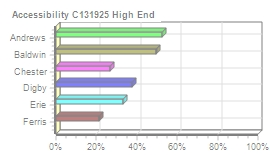 Accessibility C131925 High End
Andrews
Baldwin
Chester
Digby
Erie
Ferris
0% 20% 40% 60% 80% 100%